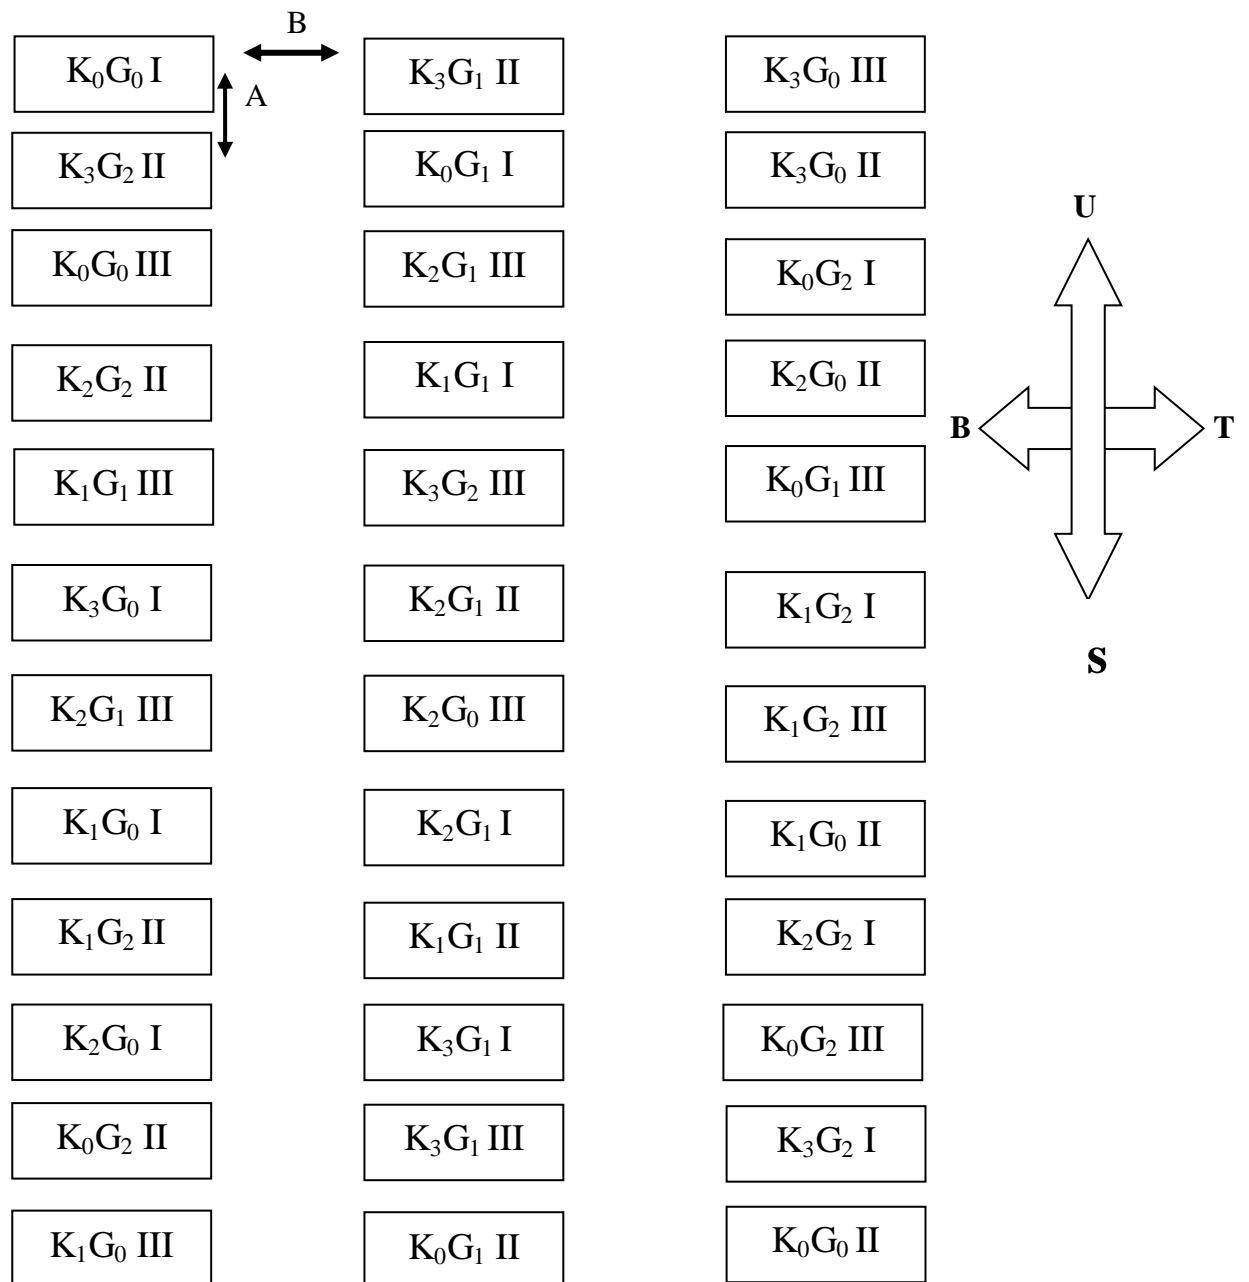 B
K₀G₀ I K₃G₁ II K₃G₀ III
A
K₃G₂ II K₀G₁ I K₃G₀ II
U
K₀G₀ III K₂G₁ III K₀G₂ I
K₂G₂ II K₁G₁ I K₂G₀ II
B T
K₁G₁ III K₃G₂ III K₀G₁ III
K₃G₀ I K₂G₁ II K₁G₂ I
S
K₂G₁ III K₂G₀ III K₁G₂ III
K₁G₀ I K₂G₁ I K₁G₀ II
K₁G₂ II K₁G₁ II K₂G₂ I
K₂G₀ I K₃G₁ I K₀G₂ III
K₀G₂ II K₃G₁ III K₃G₂ I
K₁G₀ III K₀G₁ II K₀G₀ II